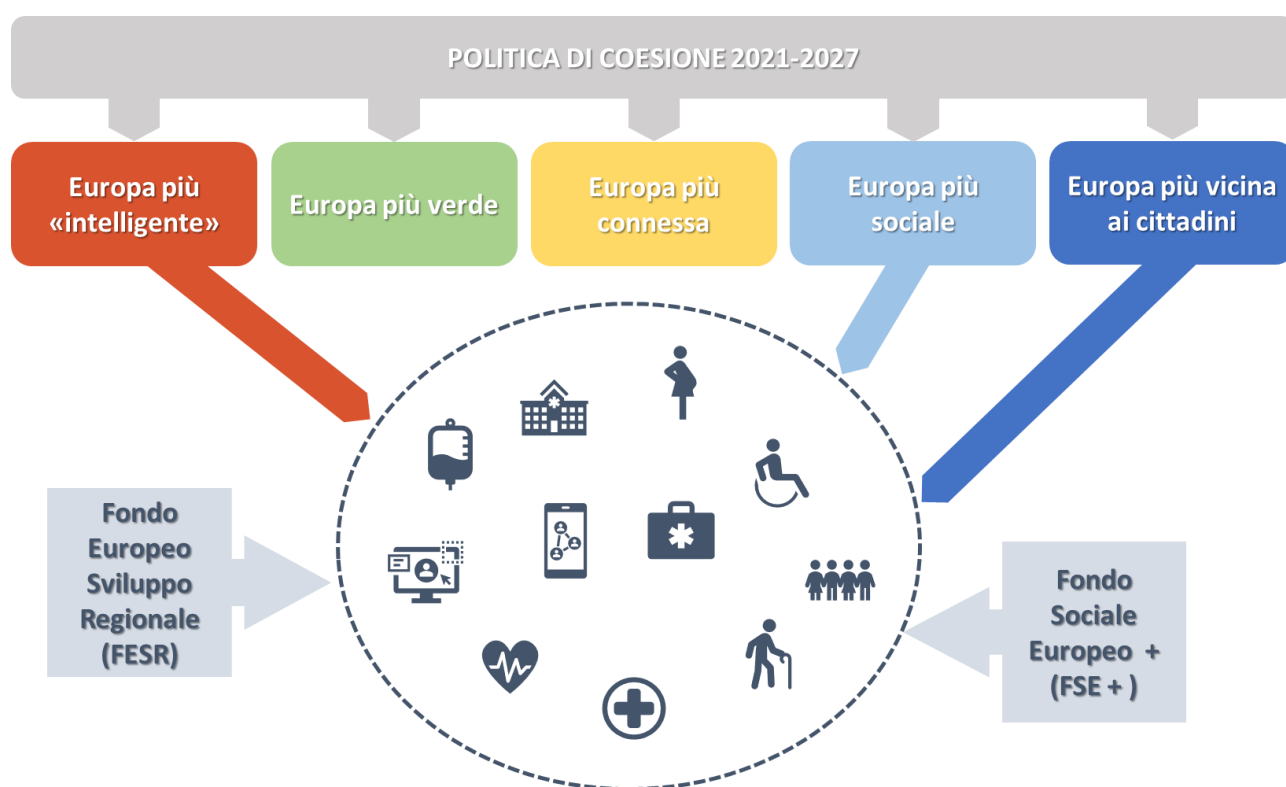 POLITICA DI COESIONE 2021-2027
Europa più
«intelligente»
Europa più verde
Europa più
connessa
Europa più
sociale
Europa più vicina
ai cittadini
Fondo
Europeo
Sviluppo
Regionale
(FESR)
Fondo
Sociale
Europeo +
(FSE + )